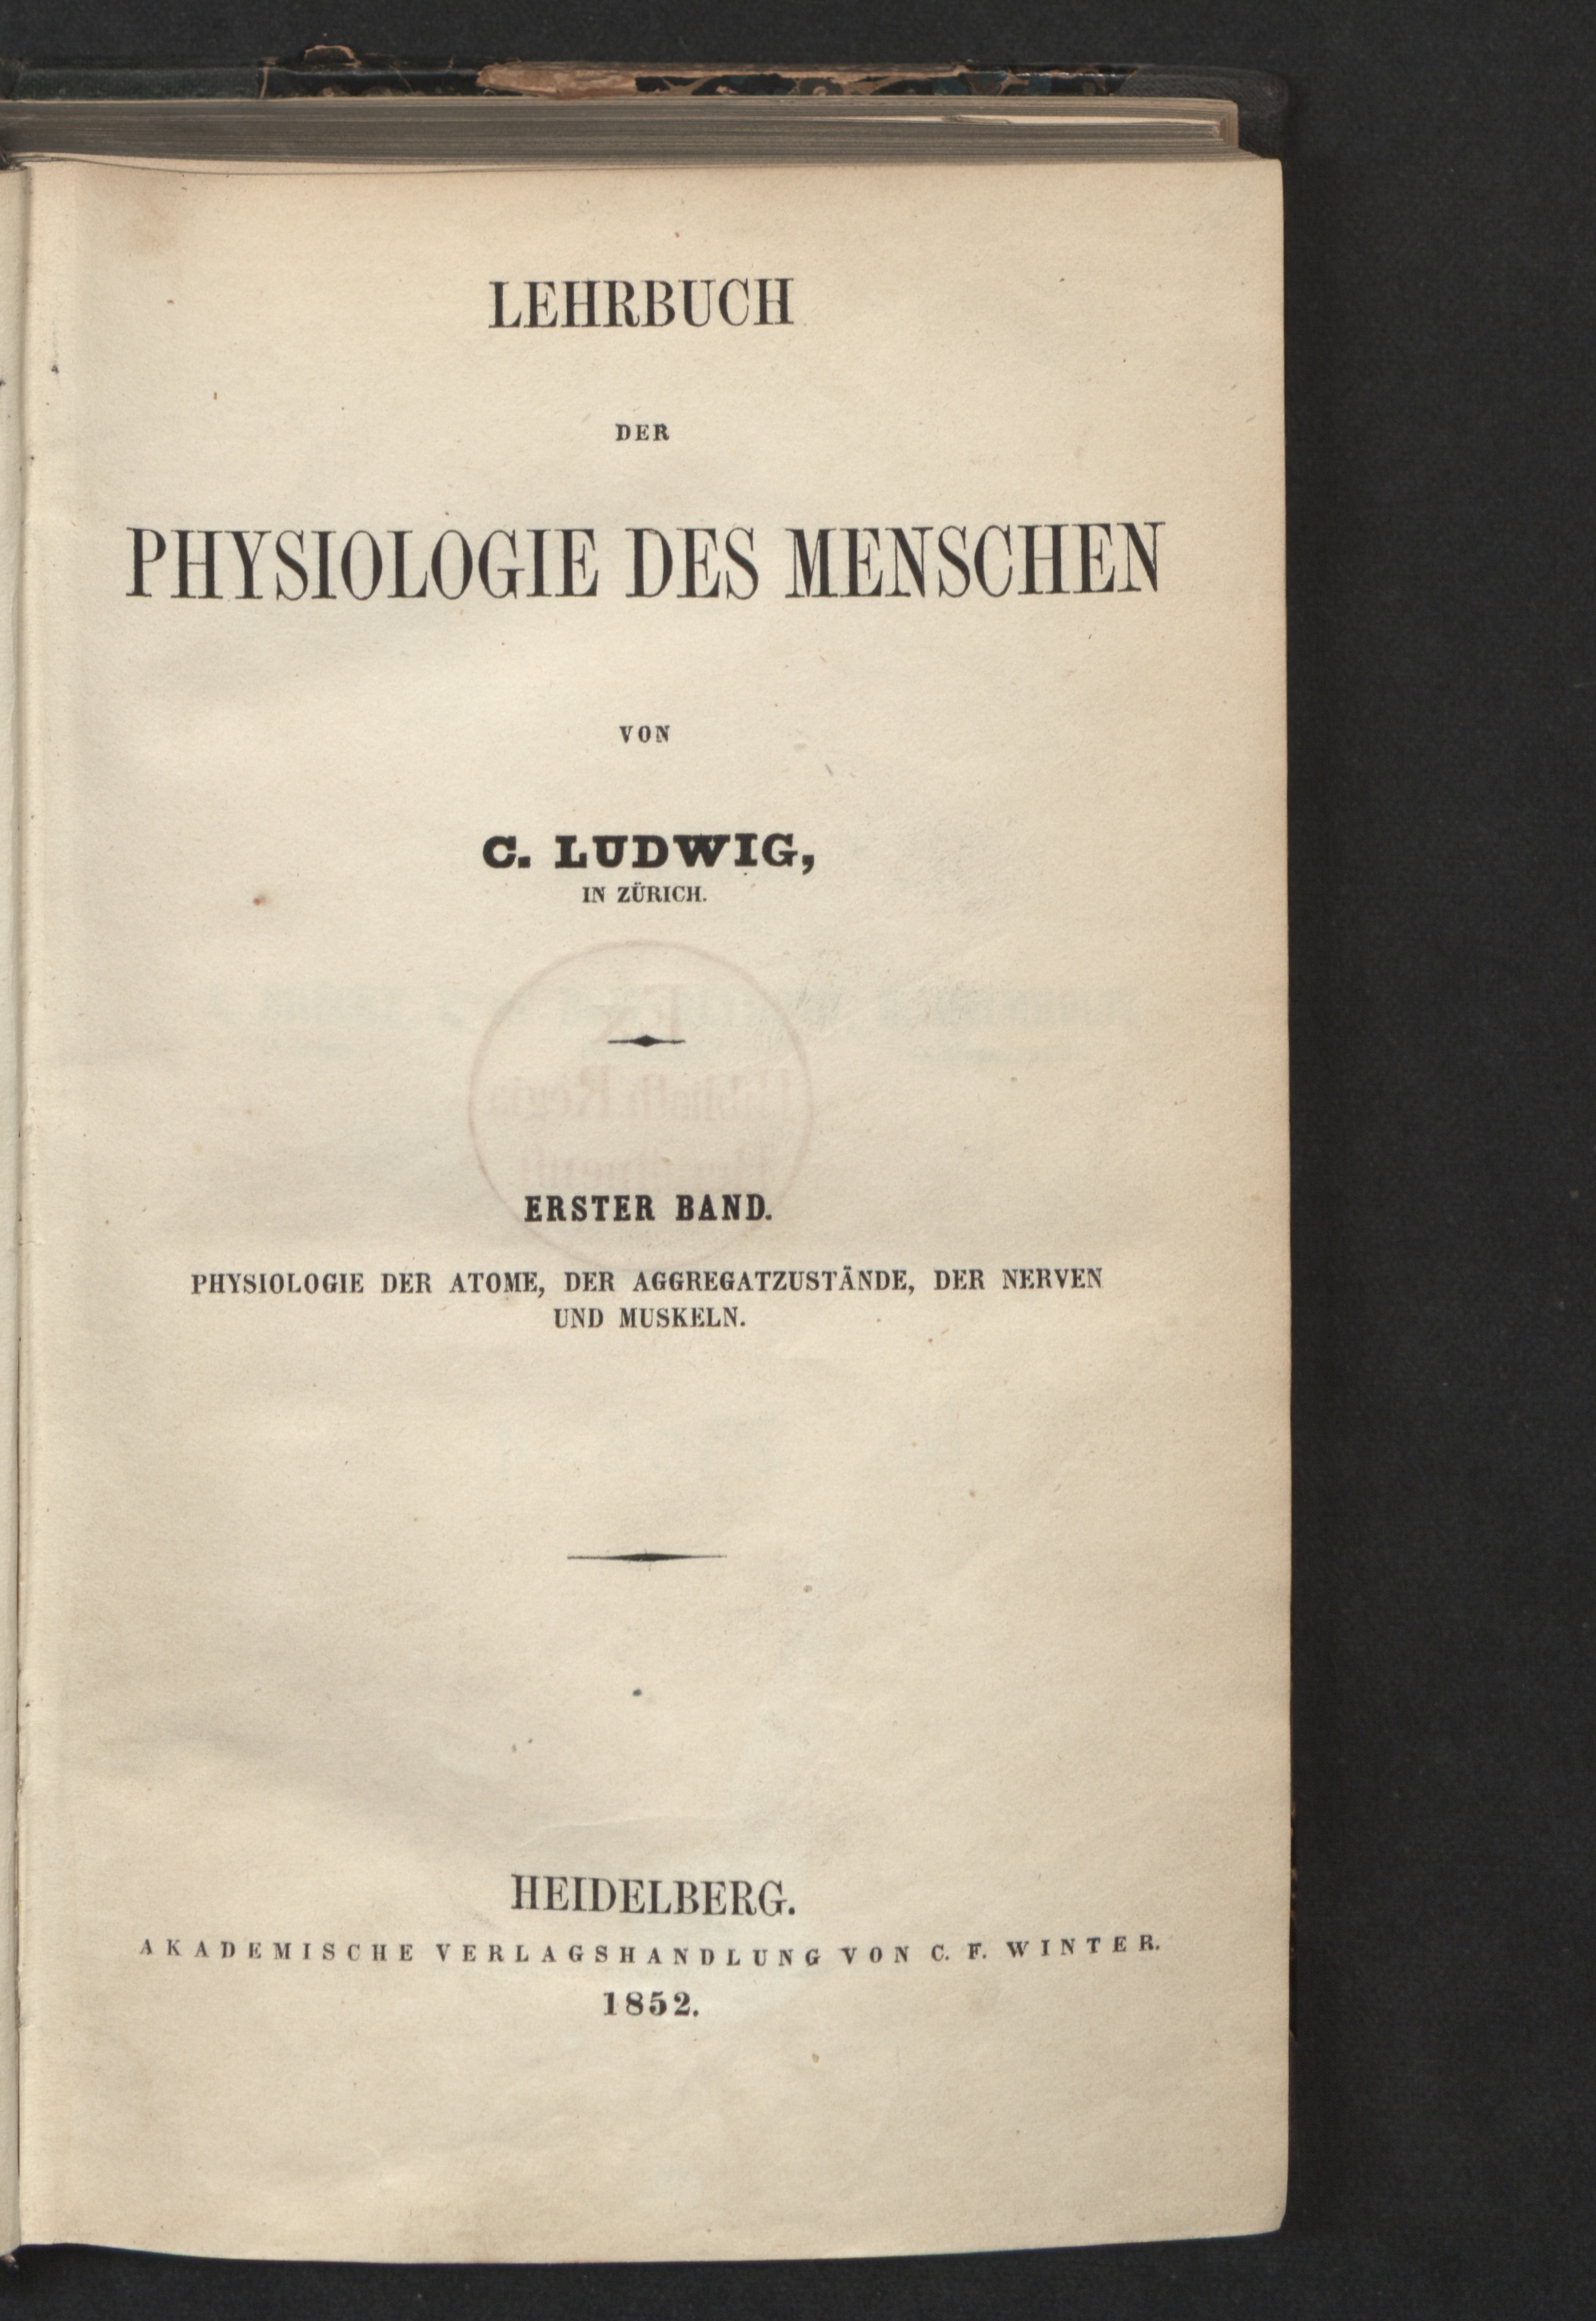 LEHRBUCH
DER
PHYSIOLOGIE DES MENSCHEN
VON
C. LUDWIG,
IN ZÜRICH.
ERSTER BAND.
PHYSIOLOGIE DER ATOME, DER AGGREGATZUSTÄNDE, DER NERVEN
UND MUSKELN.
HEIDELBERG.
AKADEMISCHE VERLAGSHANDLUNG VON C. F. WINTER.
1852.